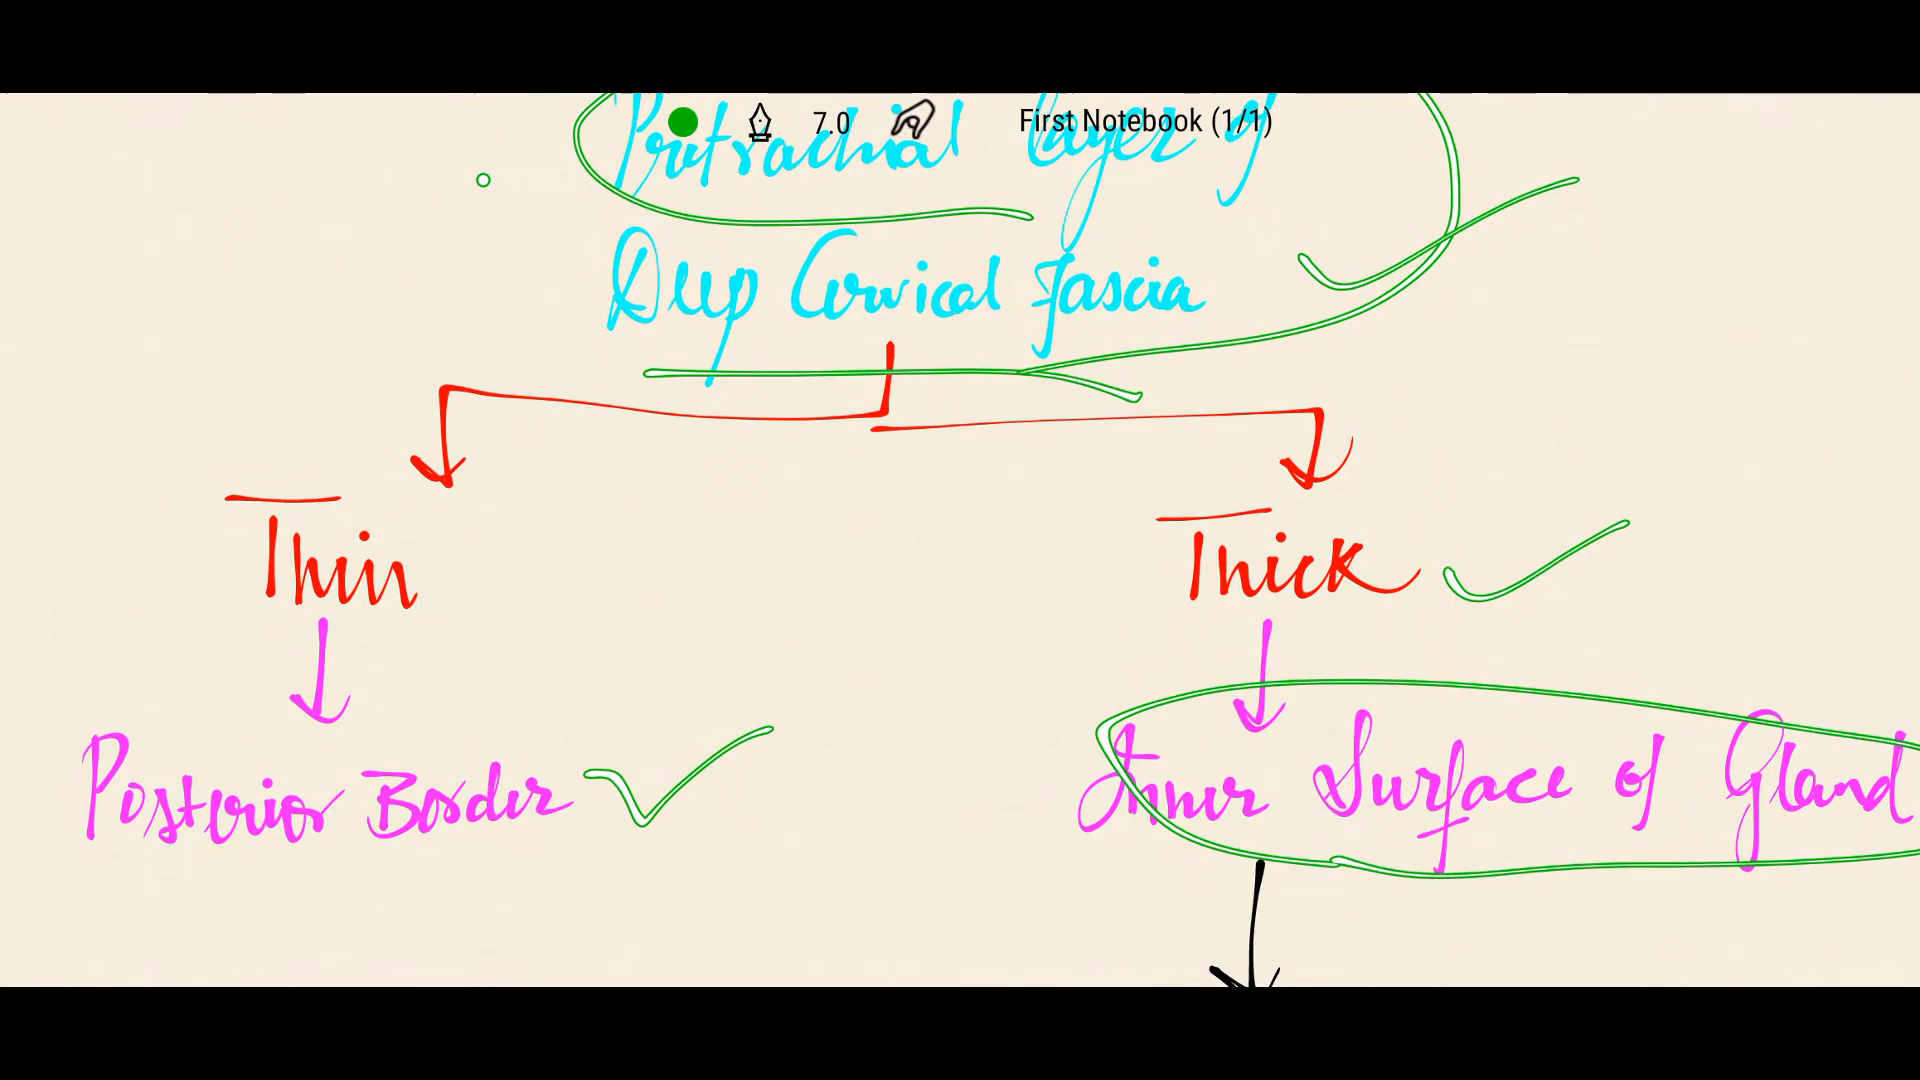 7.0 First Notebook (1/1)
Pretrachial layer of
Deep Cervical Fascia
Thin Thick
Posterior Border Inner Surface of Gland